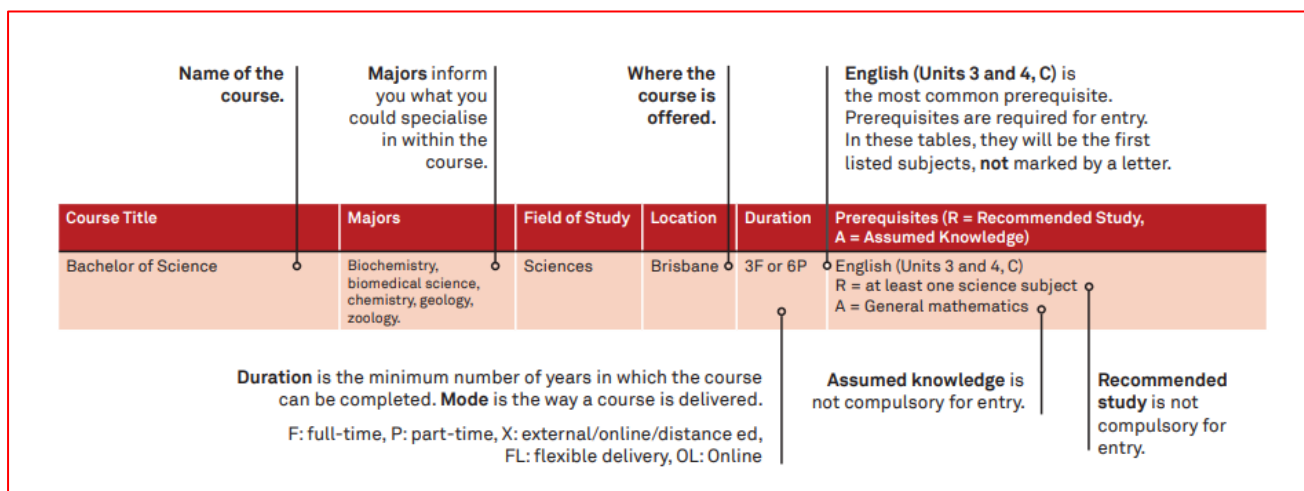 Name of the
course.
Majors inform
you what you
could specialise
in within the
course.
Where the
course is
offered.
English (Units 3 and 4, C) is
the most common prerequisite.
Prerequisites are required for entry.
In these tables, they will be the first
listed subjects, not marked by a letter.
Course Title
Majors
Field of Study
Location
Duration
Prerequisites (R = Recommended Study,
A = Assumed Knowledge)
Bachelor of Science
Biochemistry,
biomedical science,
chemistry, geology,
zoology.
Sciences
Brisbane
3F or 6P
English (Units 3 and 4, C)
R = at least one science subject
A = General mathematics
Duration is the minimum number of years in which the course
can be completed. Mode is the way a course is delivered.
F: full-time, P: part-time, X: external/online/distance ed,
FL: flexible delivery, OL: Online
Assumed knowledge is
not compulsory for entry.
Recommended
study is not
compulsory for
entry.